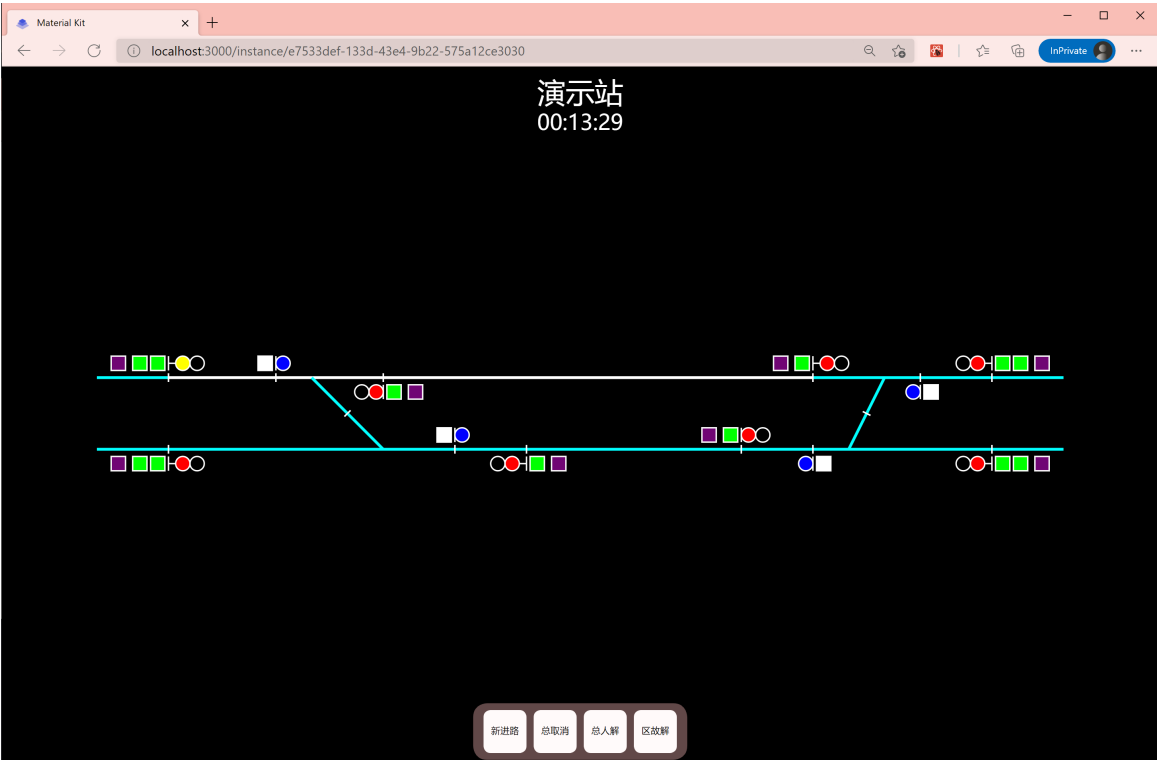 Material Kit
localhost:3000/instance/e7533def-133d-43e4-9b22-575a12ce3030
InPrivate
演示站
00:13:29
新进路
总取消
总人解
区故解